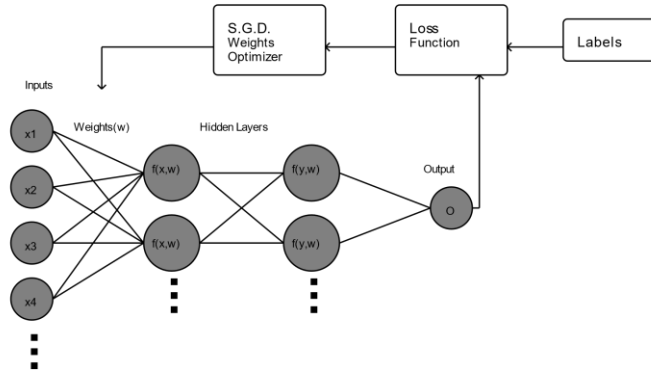 S.G.D.
Weights
Optimizer
Loss
Function
Labels
Inputs
Weights(w)
Hidden Layers
Output
x1
x2
x3
x4
f(x,w)
f(x,w)
f(y,w)
f(y,w)
O